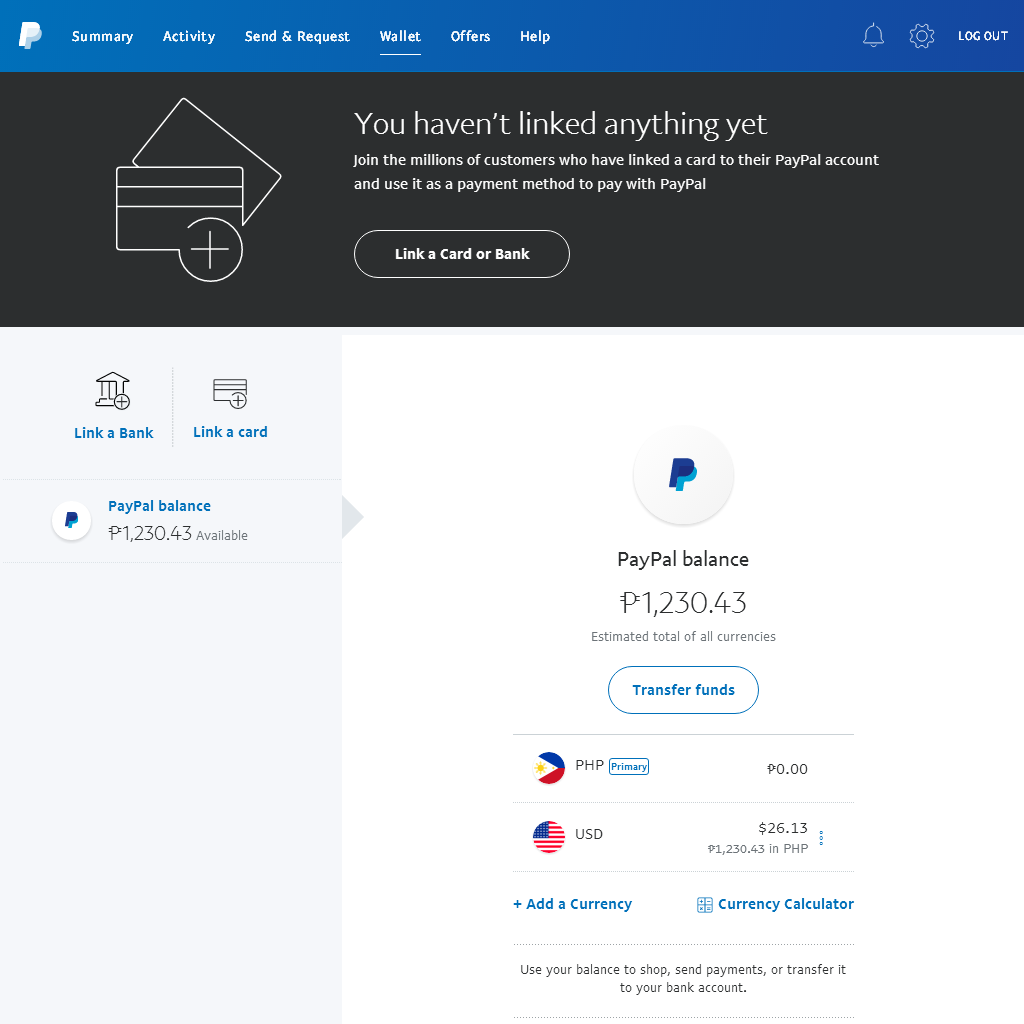 Summary
Activity
Send & Request
Wallet
Offers
Help
LOG OUT
You haven't linked anything yet
Join the millions of customers who have linked a card to their PayPal account
and use it as a payment method to pay with PayPal
Link a Card or Bank
Link a Bank
Link a card
PayPal balance
₱1,230.43 Available
PayPal balance
₱1,230.43
Estimated total of all currencies
Transfer funds
PHP Primary
₱0.00
USD
$26.13
₱1,230.43 in PHP
+ Add a Currency
Currency Calculator
Use your balance to shop, send payments, or transfer it
to your bank account.